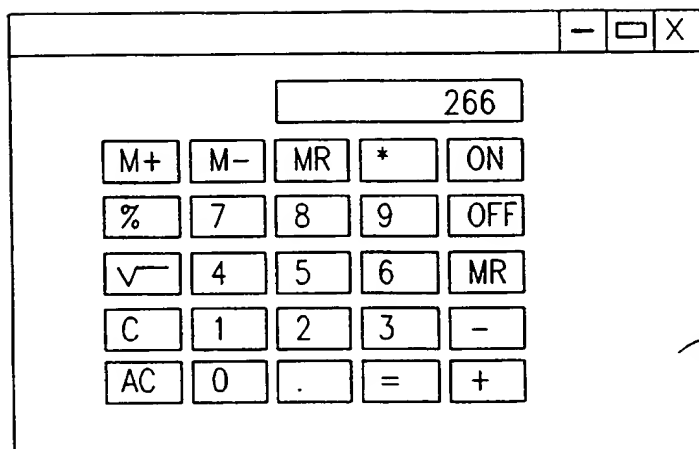 X
266
M+ M- MR * ON
% 7 8 9 OFF
√ 4 5 6 MR
C 1 2 3 -
AC 0 . = +